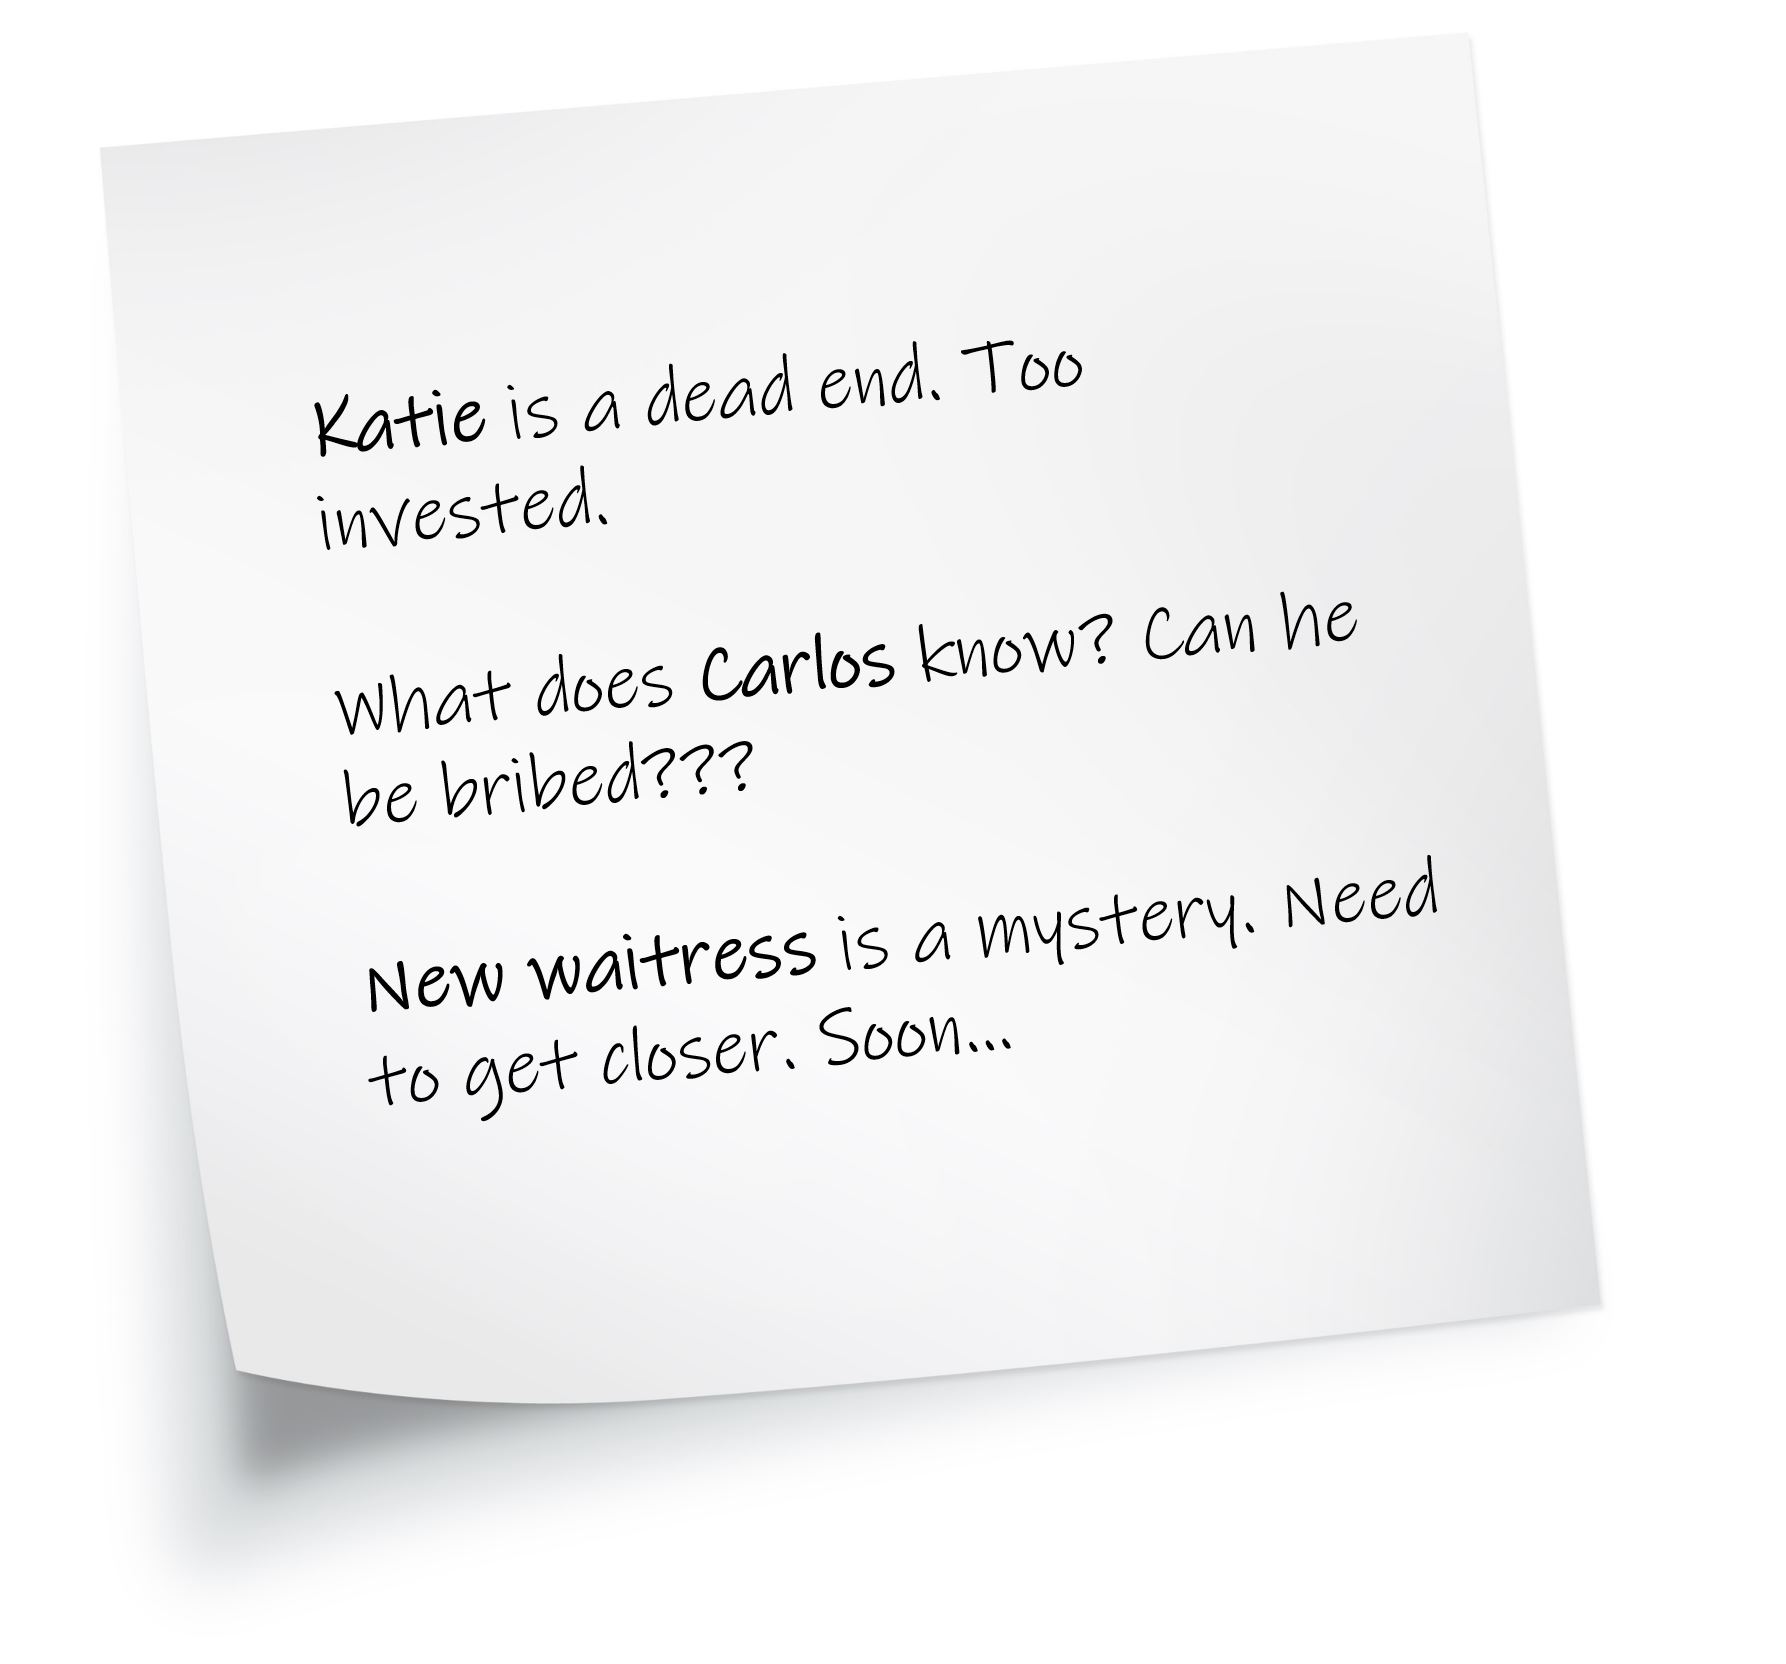 Katie is a dead end. Too
invested.
What does Carlos know? Can he
be bribed???
New waitress is a mystery. Need
to get closer. Soon...